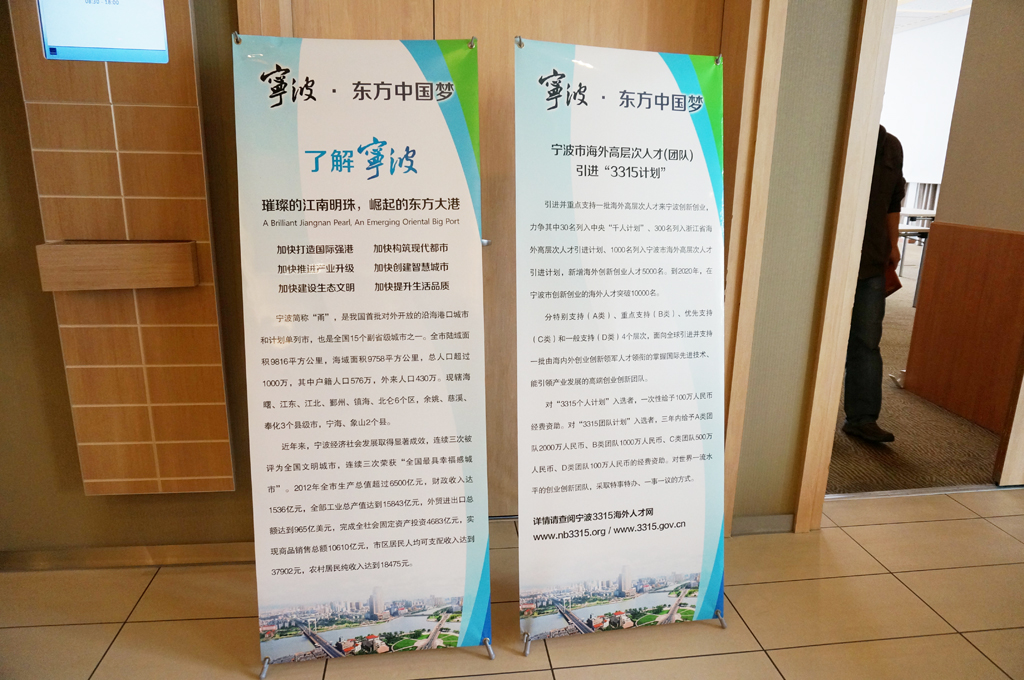 08:30 - 18:00
寧波 · 东方中国梦
了解寧波
璀璨的江南明珠，崛起的东方大港
A Brilliant Jiangnan Pearl, An Emerging Oriental Big Port
加快打造国际强港 加快构筑现代都市
加快推进产业升级 加快创建智慧城市
加快建设生态文明 加快提升生活品质
宁波简称“甬”，是我国首批对外开放的沿海港口城市
和计划单列市，也是全国15个副省级城市之一。全市陆域面
积9816平方公里，海域面积9758平方公里，总人口超过
1000万，其中户籍人口576万，外来人口430万。现辖海
曙、江东、江北、鄞州、镇海、北仑6个区，余姚、慈溪、
奉化3个县级市，宁海、象山2个县。
近年来，宁波经济社会发展取得显著成效，连续三次被
评为全国文明城市，连续三次荣获“全国最具幸福感城
市”。2012年全市生产总值超过6500亿元，财政收入达
1536亿元，全部工业总产值达到15843亿元，外贸进出口总
额达到965亿美元，完成全社会固定资产投资4683亿元，实
现商品销售总额10610亿元，市区居民人均可支配收入达到
37902元，农村居民纯收入达到18475元。
寧波 · 东方中国梦
宁波市海外高层次人才(团队)
引进“3315计划”
引进并重点支持一批海外高层次人才来宁波创新创业，
力争其中30名列入中央“千人计划”、300名列入浙江省海
外高层次人才引进计划、1000名列入宁波市海外高层次人才
引进计划，新增海外创新创业人才5000名。到2020年，在
宁波市创新创业的海外人才突破10000名。
分特别支持（A类）、重点支持（B类）、优先支持
（C类）和一般支持（D类）4个层次，面向全球引进并支持
一批由海内外创业创新领军人才领衔的掌握国际先进技术、
能引领产业发展的高端创业创新团队。
对“3315个人计划”入选者，一次性给予100万人民币
经费资助。对“3315团队计划”入选者，三年内给予A类团
队2000万人民币、B类团队1000万人民币、C类团队500万
人民币、D类团队100万人民币的经费资助。对世界一流水
平的创业创新团队，采取特事特办、一事一议的方式。
详情请查阅宁波3315海外人才网
www.nb3315.org / www.3315.gov.cn